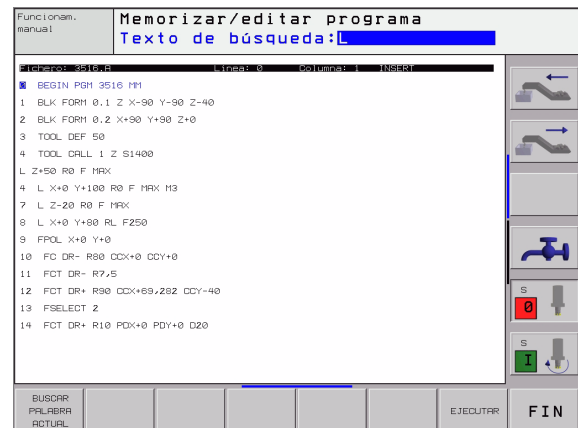 Funcionam.
manual
Memorizar/editar programa
Texto de búsqueda:L
Fichero: 3516.A Línea: 0 Columna: 1 INSERT
0 BEGIN PGM 3516 MM
1 BLK FORM 0.1 Z X-90 Y-90 Z-40
2 BLK FORM 0.2 X+90 Y+90 Z+0
3 TOOL DEF 50
4 TOOL CALL 1 Z S1400
L Z+50 R0 F MAX
4 L X+0 Y+100 R0 F MAX M3
7 L Z-20 R0 F MAX
8 L X+0 Y+80 RL F250
9 FPOL X+0 Y+0
10 FC DR- R80 CCX+0 CCY+0
11 FCT DR- R7,5
12 FCT DR+ R90 CCX+69,282 CCY-40
13 FSELECT 2
14 FCT DR+ R10 PDX+0 PDY+0 D20
S
0
S
I
BUSCAR
PALABRA
ACTUAL
EJECUTAR
FIN